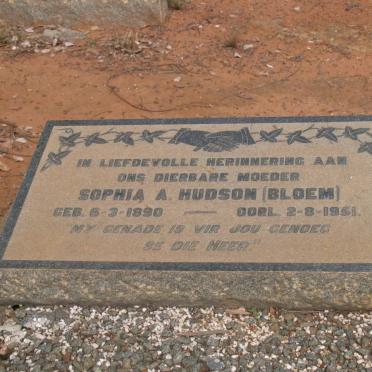 IN LIEFDEVOLLE HERINNERING AAN
ONS DIERBARE MOEDER
SOPHIA A. HUDSON (BLOEM)
GEB. 6-3-1890 — OORL. 2-8-1961.
"MY GENADE IS VIR JOU GENOEG
SE DIE HEER"